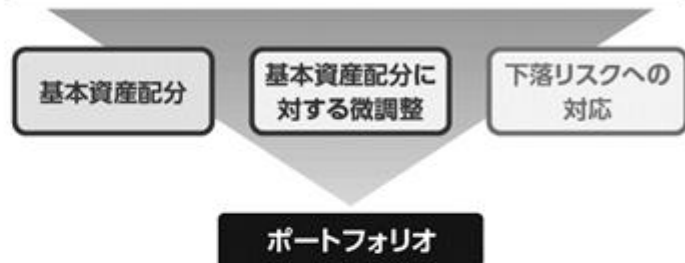 基本資産配分
基本資産配分に
対する微調整
下落リスクへの
対応
ポートフォリオ